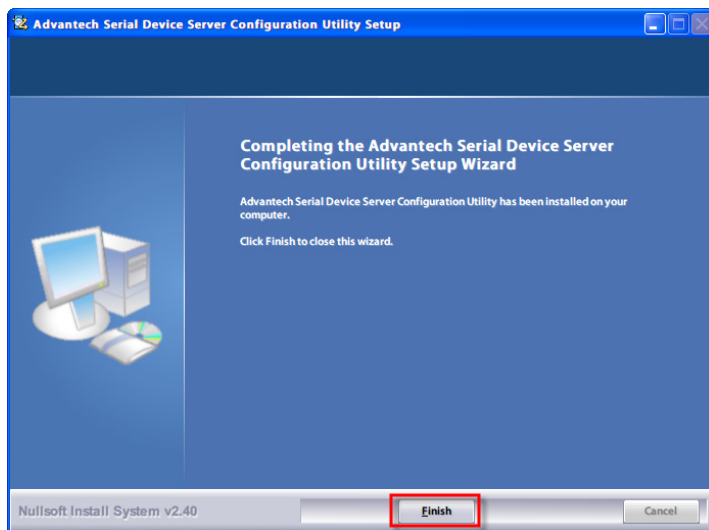 Advantech Serial Device Server Configuration Utility Setup
Completing the Advantech Serial Device Server
Configuration Utility Setup Wizard
Advantech Serial Device Server Configuration Utility has been installed on your
computer.
Click Finish to close this wizard.
Nullsoft Install System v2.40
Finish
Cancel